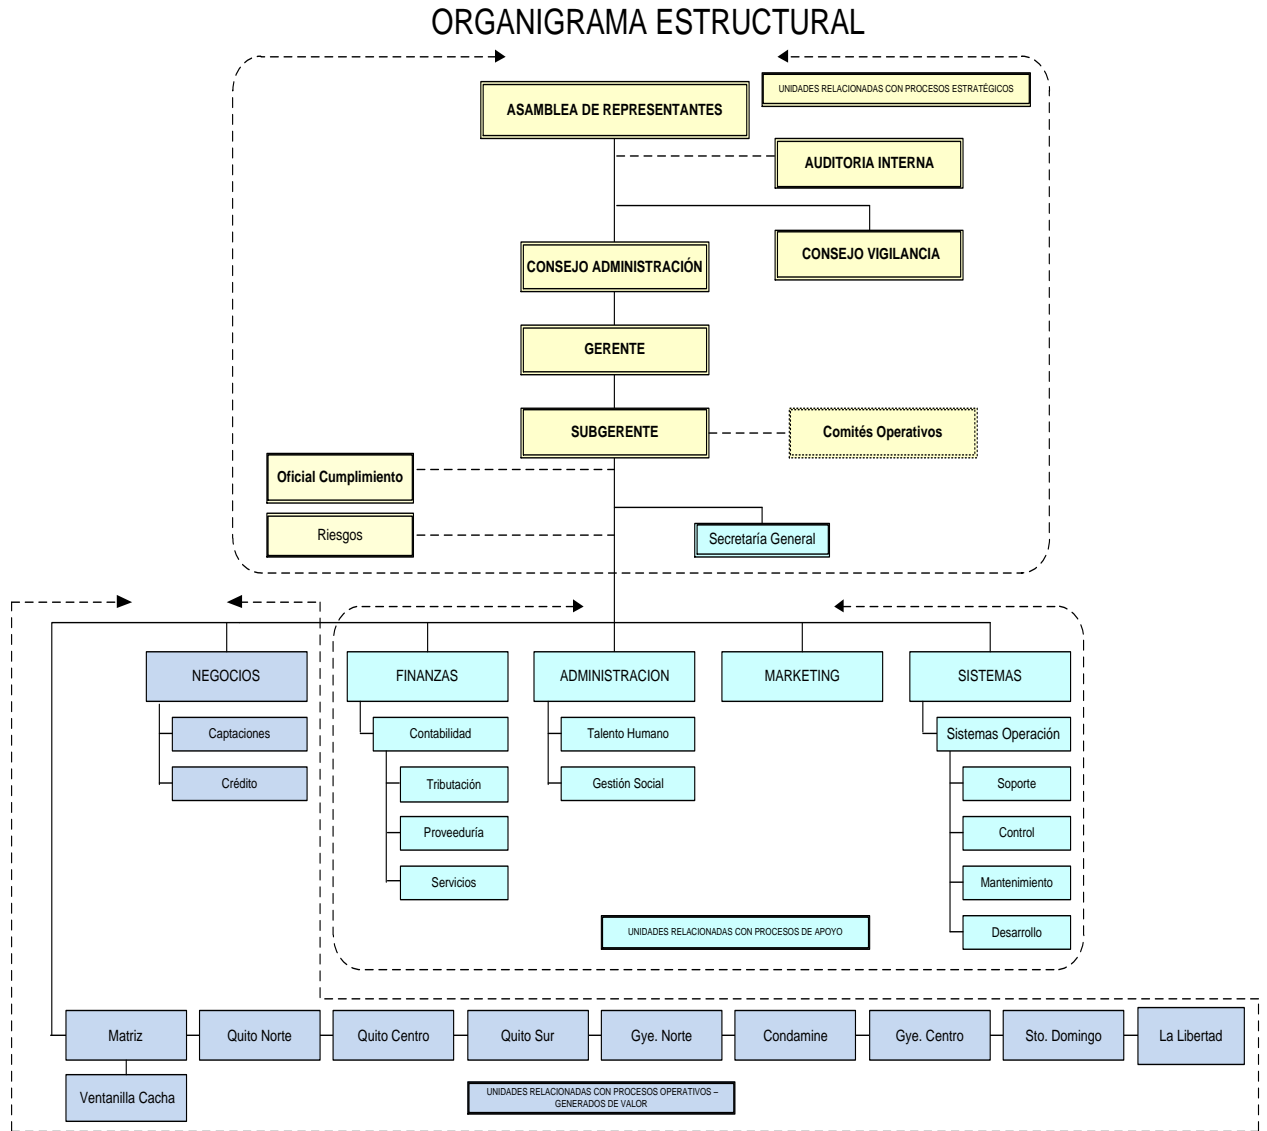 ORGANIGRAMA ESTRUCTURAL
UNIDADES RELACIONADAS CON PROCESOS ESTRATÉGICOS
ASAMBLEA DE REPRESENTANTES
AUDITORIA INTERNA
CONSEJO VIGILANCIA
CONSEJO ADMINISTRACIÓN
GERENTE
SUBGERENTE
Comités Operativos
Oficial Cumplimiento
Riesgos
Secretaría General
NEGOCIOS
FINANZAS
ADMINISTRACION
MARKETING
SISTEMAS
Captaciones
Contabilidad
Talento Humano
Sistemas Operación
Crédito
Tributación
Gestión Social
Soporte
Proveeduría
Control
Servicios
Mantenimiento
UNIDADES RELACIONADAS CON PROCESOS DE APOYO
Desarrollo
Matriz
Quito Norte
Quito Centro
Quito Sur
Gye. Norte
Condamine
Gye. Centro
Sto. Domingo
La Libertad
Ventanilla Cacha
UNIDADES RELACIONADAS CON PROCESOS OPERATIVOS –
GENERADOS DE VALOR